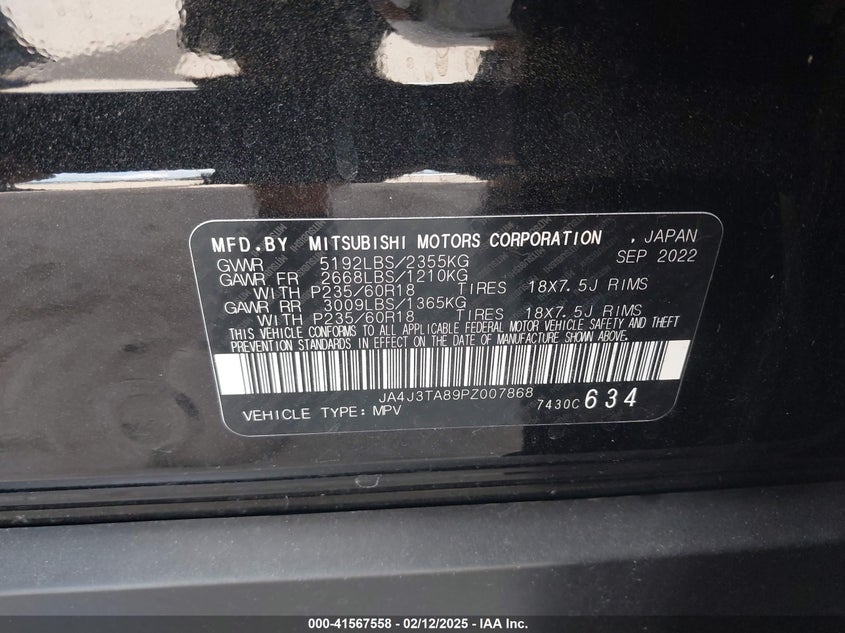 MFD.BY MITSUBISHI MOTORS CORPORATION , JAPAN
GWVR 5192LBS/2355KG SEP 2022
GAWR FR 2668LBS/1210KG
WITH P235/60R18 TIRES 18X7.5J RIMS
GAWR RR 3009LBS/1365KG
WITH P235/60R18 TIRES 18X7.5J RIMS
THIS VEHICLE CONFORMS TO ALL APPLICABLE FEDERAL MOTOR VEHICLE SAFETY AND THEFT
PREVENTION STANDARDS IN EFFECT ON THE DATE OF MANUFACTURE SHOWN ABOVE.
JA4J3TA89PZ007868
VEHICLE TYPE: MPV 7430C 634
000-41567558 - 02/12/2025 - IAA Inc.